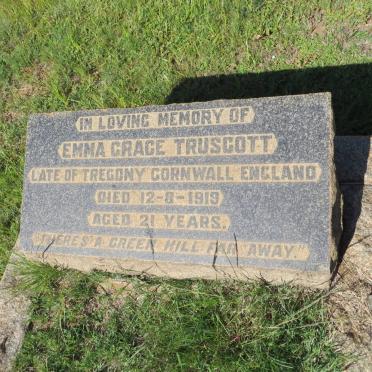 IN LOVING MEMORY OF
EMMA GRACE TRUSCOTT
LATE OF TREGONY CORNWALL ENGLAND
DIED 12-8-1919
AGED 21 YEARS.
"THERE'S A GREEN HILL FAR AWAY."